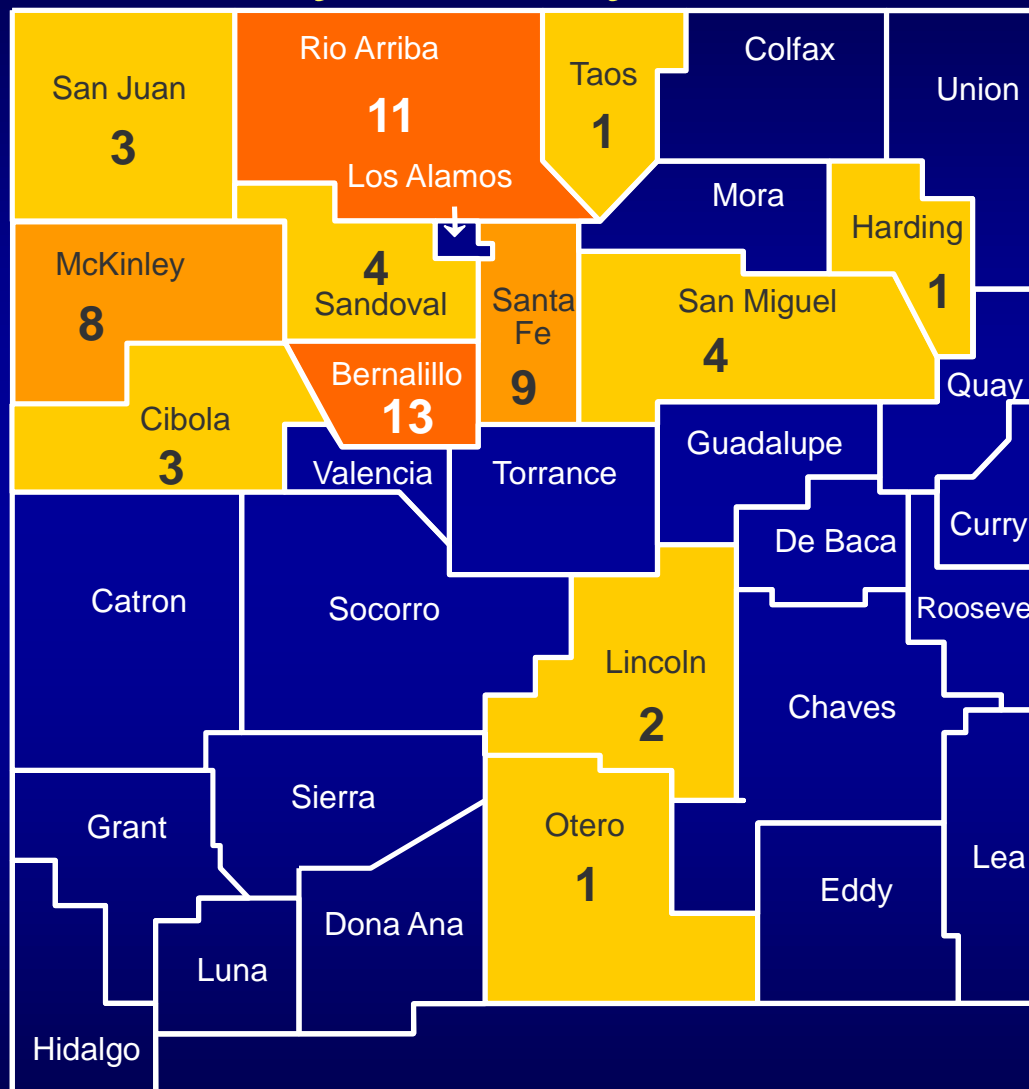 Rio Arriba
11
Colfax
Taos
1
San Juan
3
Union
Los Alamos
Mora
Harding
1
McKinley
8
4
Sandoval
Santa
Fe
9
San Miguel
4
Bernalillo
13
Quay
Cibola
3
Guadalupe
Valencia
Torrance
Curry
De Baca
Catron
Socorro
Rooseve
Lincoln
2
Chaves
Sierra
Grant
Otero
1
Lea
Eddy
Dona Ana
Luna
Hidalgo